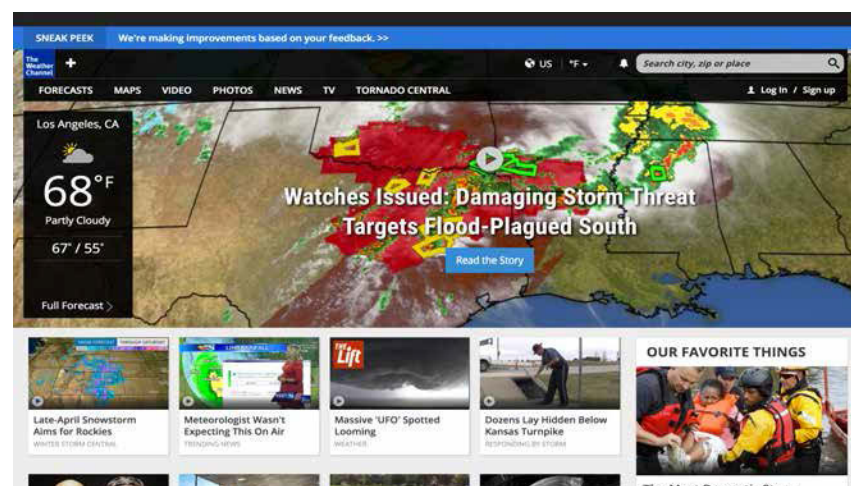 SNEAK PEEK We're making improvements based on your feedback. >>
The Weather Channel + US °F Search city, zip or place
FORECASTS MAPS VIDEO PHOTOS NEWS TV TORNADO CENTRAL Log In / Sign up
Los Angeles, CA
68°F
Partly Cloudy
67° / 55°
Full Forecast >
Watches Issued: Damaging Storm Threat
Targets Flood-Plagued South
Read the Story
Late-April Snowstorm
Aims for Rockies
WINTER STORM CENTRAL
Meteorologist Wasn't
Expecting This On Air
TRENDING NEWS
THE Lift
Massive 'UFO' Spotted
Looming
WEATHER
Dozens Lay Hidden Below
Kansas Turnpike
RESPONDING BY STORM
OUR FAVORITE THINGS